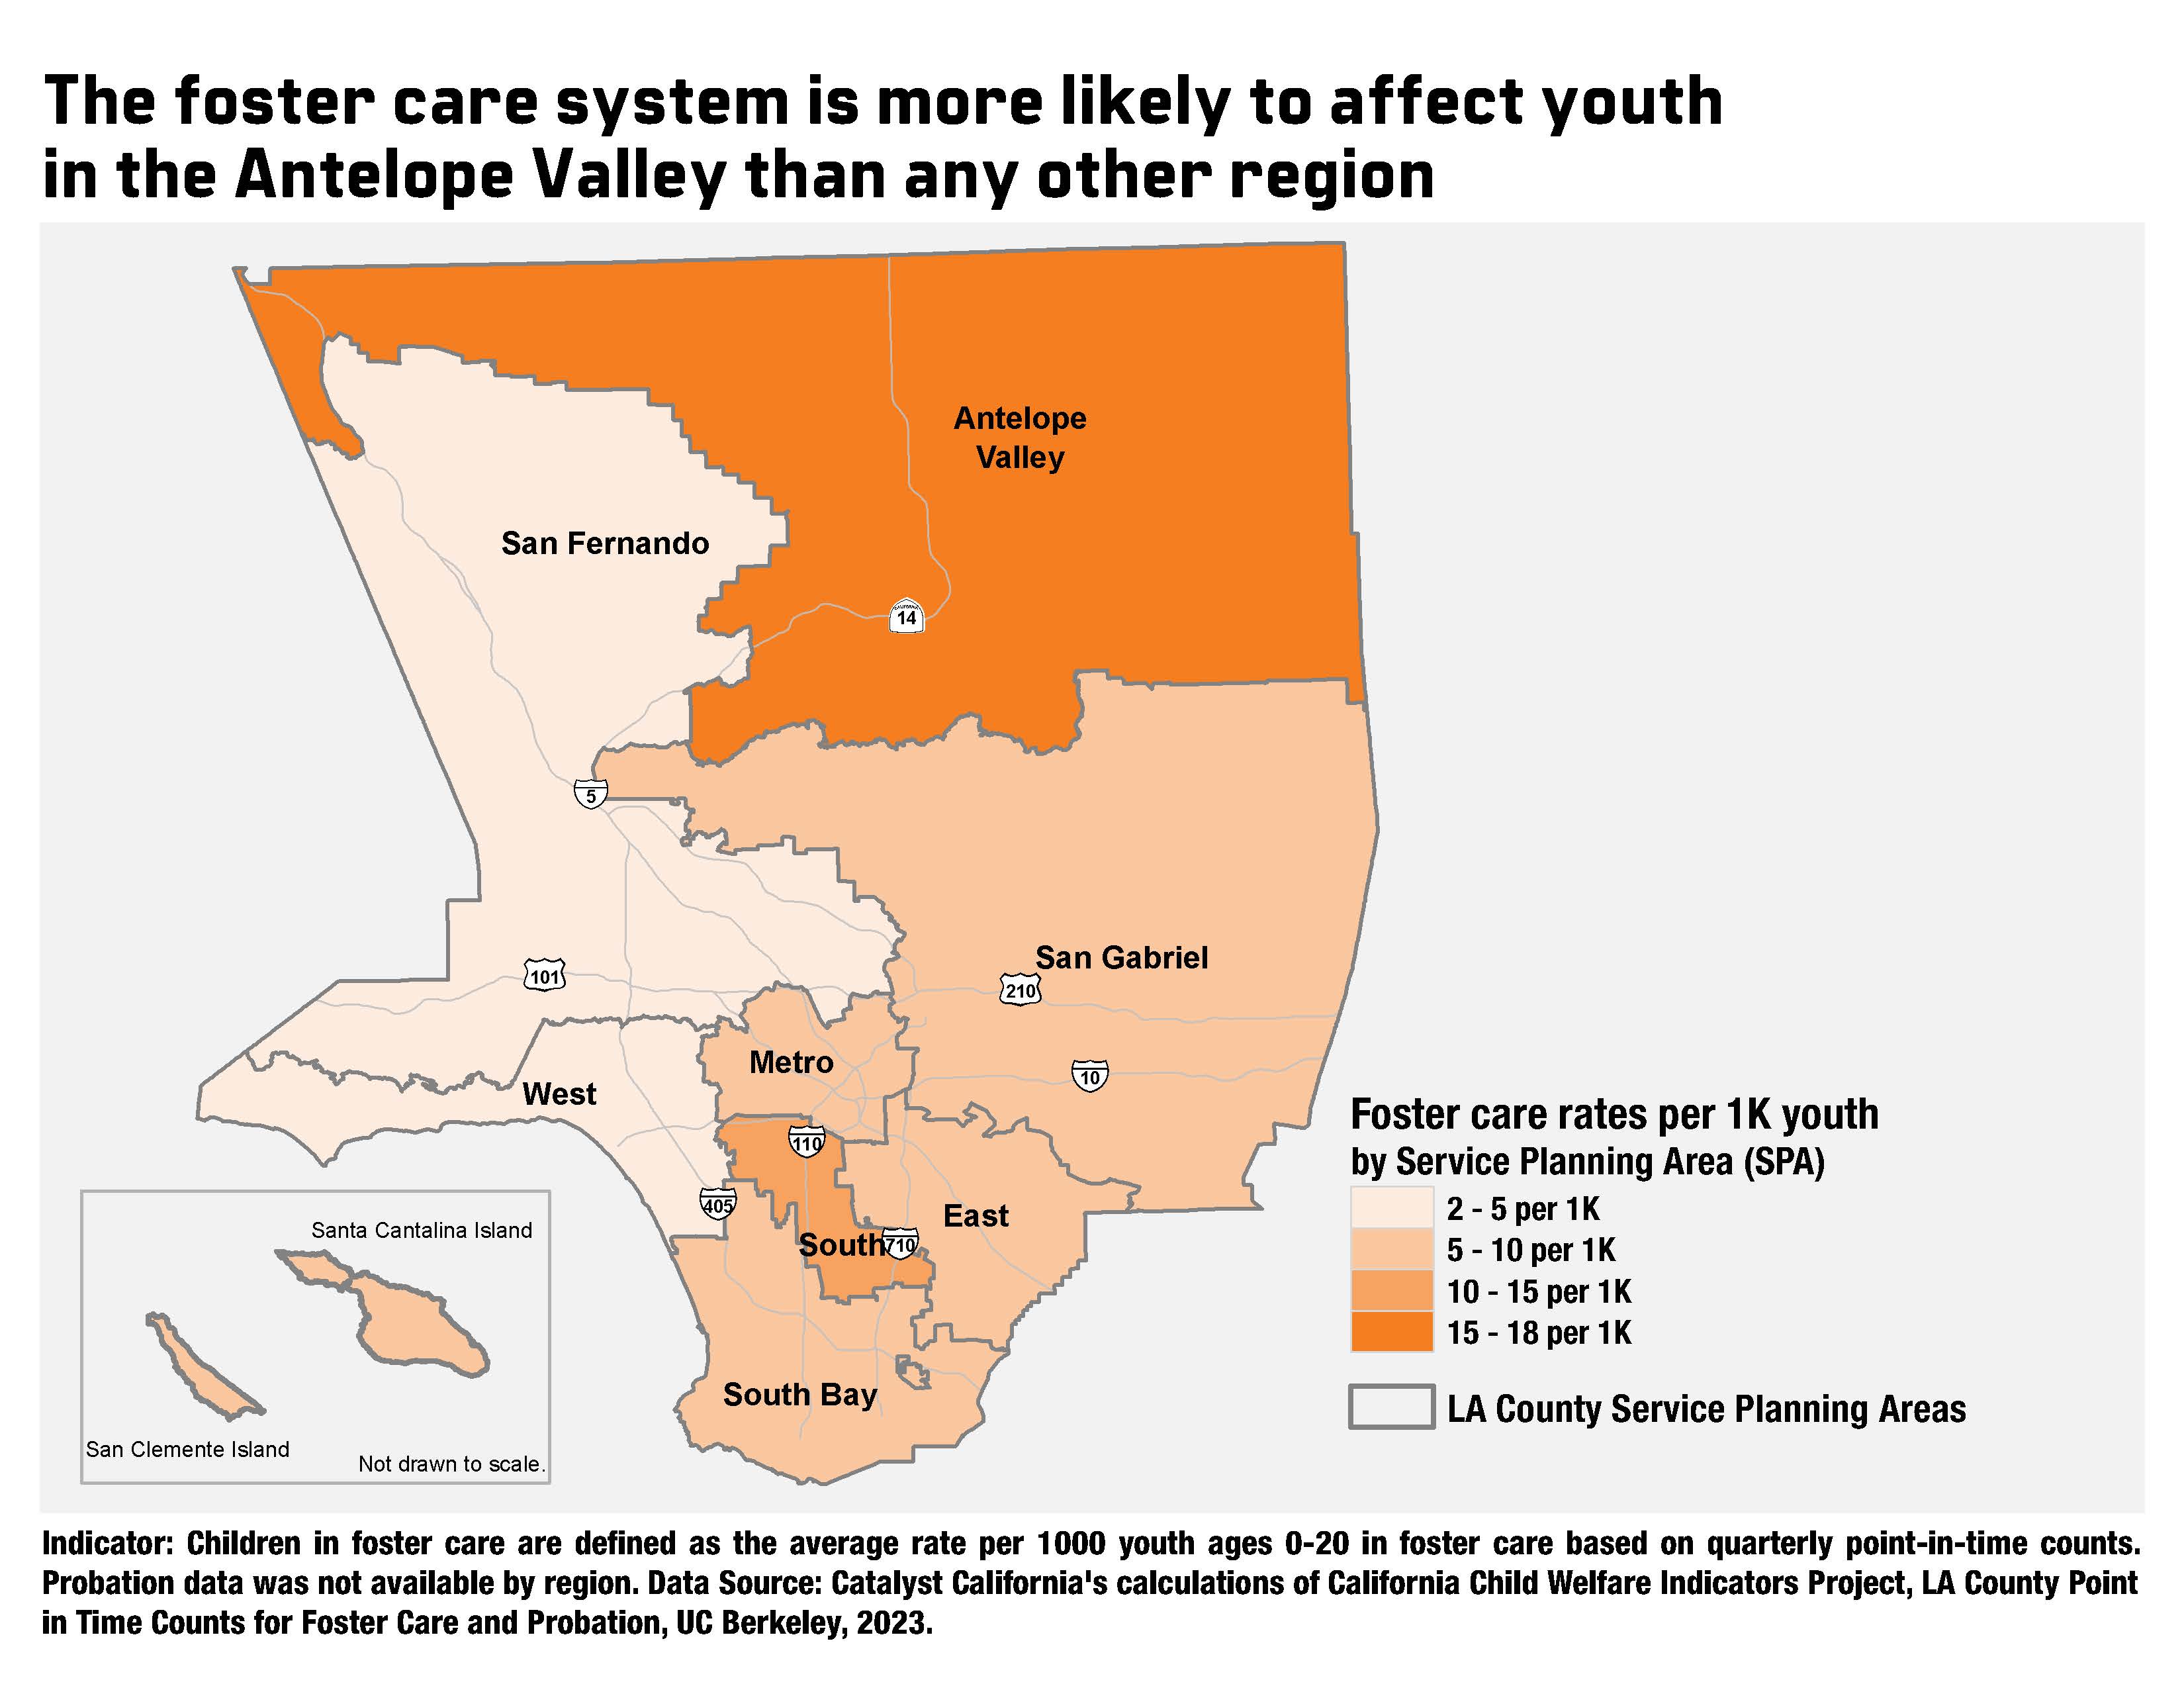 The foster care system is more likely to affect youth
in the Antelope Valley than any other region
Antelope
Valley
San Fernando
CALIFORNIA
14
5
San Gabriel
101
210
Metro
10
West
110
405
East
South
710
South Bay
Santa Cantalina Island
San Clemente Island
Not drawn to scale.
Foster care rates per 1K youth
by Service Planning Area (SPA)
2 - 5 per 1K
5 - 10 per 1K
10 - 15 per 1K
15 - 18 per 1K
LA County Service Planning Areas
Indicator: Children in foster care are defined as the average rate per 1000 youth ages 0-20 in foster care based on quarterly point-in-time counts.
Probation data was not available by region. Data Source: Catalyst California's calculations of California Child Welfare Indicators Project, LA County Point
in Time Counts for Foster Care and Probation, UC Berkeley, 2023.